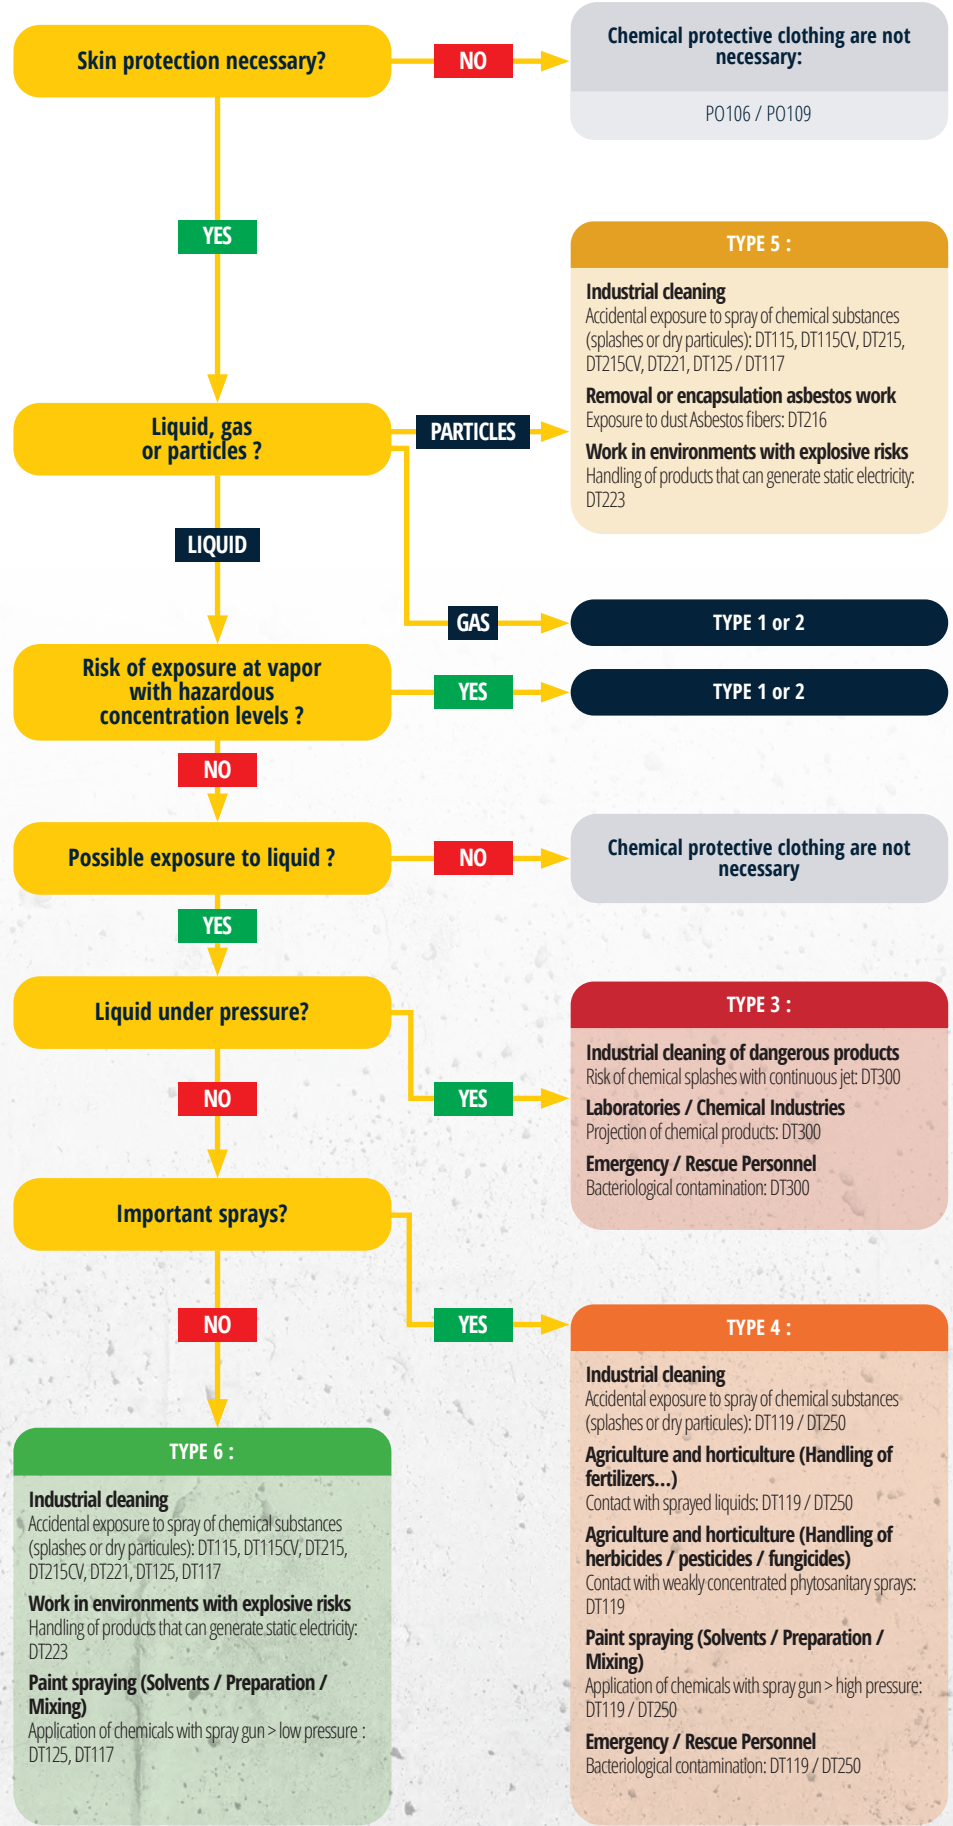 Skin protection necessary?
NO
Chemical protective clothing are not
necessary:
PO106 / PO109
YES
TYPE 5 :
Industrial cleaning
Accidental exposure to spray of chemical substances
(splashes or dry particules): DT115, DT115CV, DT215,
DT215CV, DT221, DT125 / DT117
Removal or encapsulation asbestos work
Exposure to dust Asbestos fibers: DT216
Work in environments with explosive risks
Handling of products that can generate static electricity:
DT223
Liquid, gas
or particles ?
PARTICLES
LIQUID
GAS
TYPE 1 or 2
Risk of exposure at vapor
with hazardous
concentration levels ?
YES
TYPE 1 or 2
NO
Possible exposure to liquid ?
NO
Chemical protective clothing are not
necessary
YES
Liquid under pressure?
NO
YES
TYPE 3 :
Industrial cleaning of dangerous products
Risk of chemical splashes with continuous jet: DT300
Laboratories / Chemical Industries
Projection of chemical products: DT300
Emergency / Rescue Personnel
Bacteriological contamination: DT300
Important sprays?
NO
YES
TYPE 4 :
Industrial cleaning
Accidental exposure to spray of chemical substances
(splashes or dry particules): DT119 / DT250
Agriculture and horticulture (Handling of
fertilizers...)
Contact with sprayed liquids: DT119 / DT250
Agriculture and horticulture (Handling of
herbicides / pesticides / fungicides)
Contact with weakly concentrated phytosanitary sprays:
DT119
Paint spraying (Solvents / Preparation /
Mixing)
Application of chemicals with spray gun > high pressure:
DT119 / DT250
Emergency / Rescue Personnel
Bacteriological contamination: DT119 / DT250
TYPE 6 :
Industrial cleaning
Accidental exposure to spray of chemical substances
(splashes or dry particules): DT115, DT115CV, DT215,
DT215CV, DT221, DT125, DT117
Work in environments with explosive risks
Handling of products that can generate static electricity:
DT223
Paint spraying (Solvents / Preparation /
Mixing)
Application of chemicals with spray gun > low pressure :
DT125, DT117